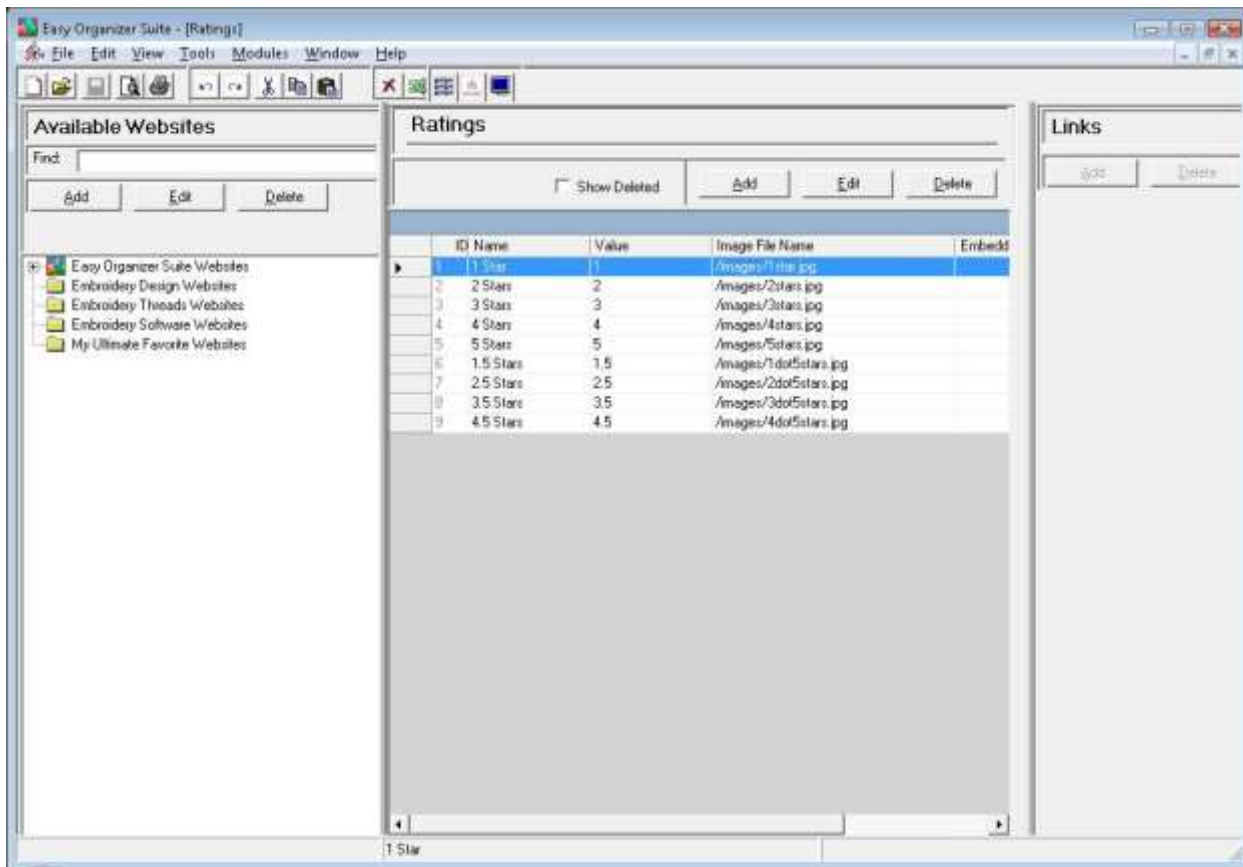 Easy Organizer Suite - [Ratings]
File Edit View Tools Modules Window Help
Available Websites
Find:
Add Edit Delete
Easy Organizer Suite Websites
Embroidery Design Websites
Embroidery Threads Websites
Embroidery Software Websites
My Ultimate Favorite Websites
Ratings
Show Deleted Add Edit Delete
ID Name Value Image File Name Embedd
1 1 Star 1 /images/1star.jpg
2 2 Stars 2 /images/2stars.jpg
3 3 Stars 3 /images/3stars.jpg
4 4 Stars 4 /images/4stars.jpg
5 5 Stars 5 /images/5stars.jpg
6 1.5 Stars 1.5 /images/1dot5stars.jpg
7 2.5 Stars 2.5 /images/2dot5stars.jpg
8 3.5 Stars 3.5 /images/3dot5stars.jpg
9 4.5 Stars 4.5 /images/4dot5stars.jpg
Links
Add Delete
1 Star